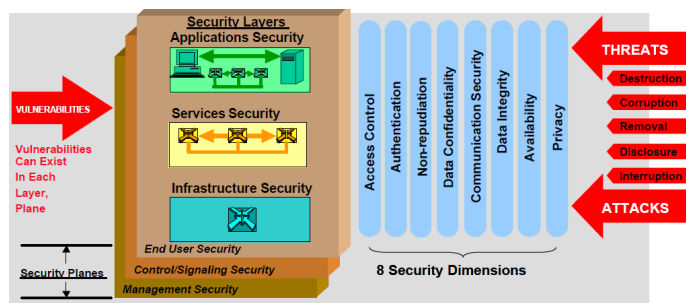 Security Layers
Applications Security
Services Security
Infrastructure Security
End User Security
Control/Signaling Security
Management Security
VULNERABILITIES
Vulnerabilities
Can Exist
In Each
Layer,
Plane
Security Planes
Access Control
Authentication
Non-repudiation
Data Confidentiality
Communication Security
Data Integrity
Availability
Privacy
8 Security Dimensions
THREATS
Destruction
Corruption
Removal
Disclosure
Interruption
ATTACKS